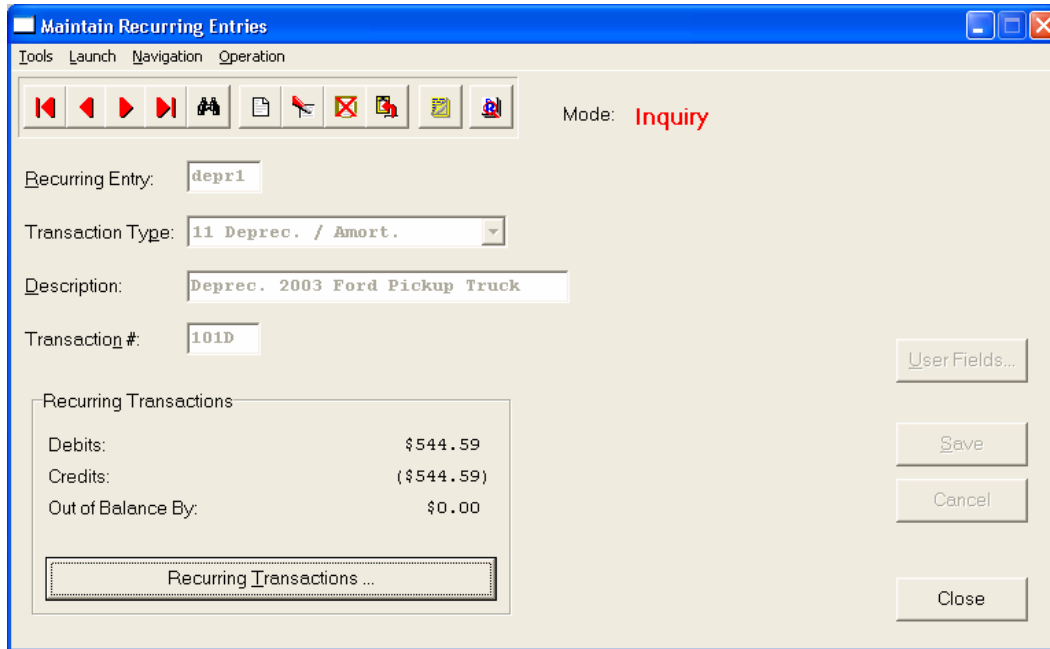 Maintain Recurring Entries
Tools Launch Navigation Operation
Mode: Inquiry
Recurring Entry: depr1
Transaction Type: 11 Deprec. / Amort.
Description: Deprec. 2003 Ford Pickup Truck
Transaction #: 101D
User Fields...
Recurring Transactions
Debits: $544.59
Save
Credits: ($544.59)
Cancel
Out of Balance By: $0.00
Recurring Transactions ...
Close